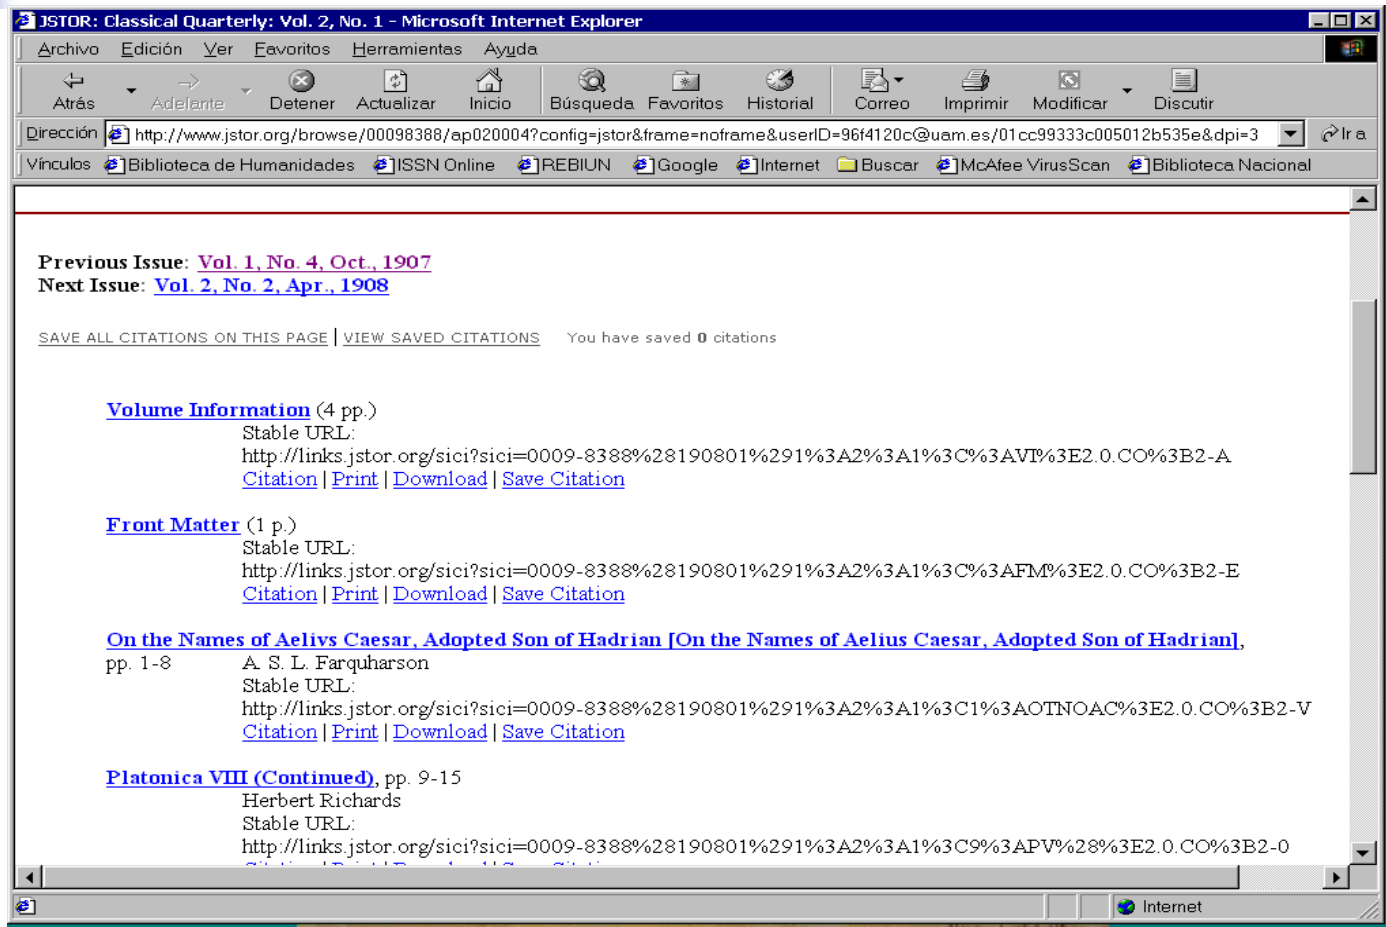 JSTOR: Classical Quarterly: Vol. 2, No. 1 - Microsoft Internet Explorer
Archivo Edición Ver Favoritos Herramientas Ayuda
Atrás Adelante Detener Actualizar Inicio Búsqueda Favoritos Historial Correo Imprimir Modificar Discutir
Dirección http://www.jstor.org/browse/00098388/ap020004?config=jstor&frame=noframe&userID=96f4120c@uam.es/01cc99333c005012b535e&dpi=3 Ir a
Vínculos Biblioteca de Humanidades ISSN Online REBIUN Google Internet Buscar McAfee VirusScan Biblioteca Nacional
Previous Issue: Vol. 1, No. 4, Oct., 1907
Next Issue: Vol. 2, No. 2, Apr., 1908
SAVE ALL CITATIONS ON THIS PAGE | VIEW SAVED CITATIONS You have saved 0 citations
Volume Information (4 pp.)
Stable URL:
http://links.jstor.org/sici?sici=0009-8388%28190801%291%3A2%3A1%3C%3AVI%3E2.0.CO%3B2-A
Citation | Print | Download | Save Citation
Front Matter (1 p.)
Stable URL:
http://links.jstor.org/sici?sici=0009-8388%28190801%291%3A2%3A1%3C%3AFM%3E2.0.CO%3B2-E
Citation | Print | Download | Save Citation
On the Names of Aelivs Caesar, Adopted Son of Hadrian [On the Names of Aelius Caesar, Adopted Son of Hadrian],
pp. 1-8 A. S. L. Farquharson
Stable URL:
http://links.jstor.org/sici?sici=0009-8388%28190801%291%3A2%3A1%3C1%3AOTNOAC%3E2.0.CO%3B2-V
Citation | Print | Download | Save Citation
Platonica VIII (Continued), pp. 9-15
Herbert Richards
Stable URL:
http://links.jstor.org/sici?sici=0009-8388%28190801%291%3A2%3A1%3C9%3APV%28%3E2.0.CO%3B2-0
Internet